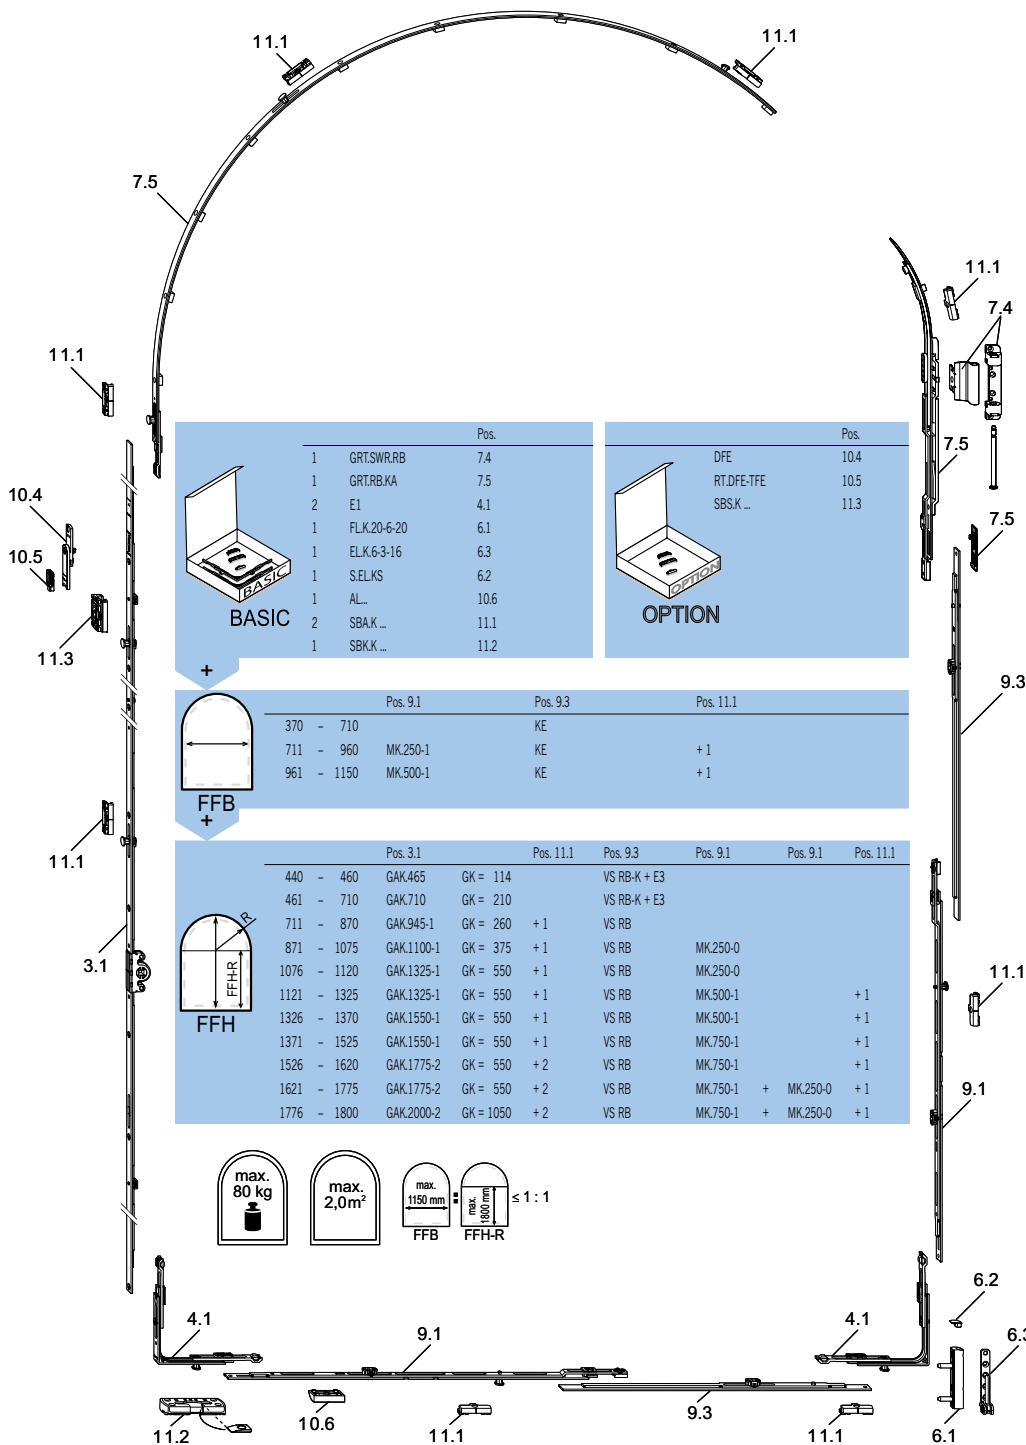 11.1
11.1
7.5
11.1
7.4
11.1
7.5
10.4
10.5
7.5
11.3
9.3
11.1
3.1
11.1
9.1
Pos.
1 GRT.SWR.RB 7.4
1 GRT.RB.KA 7.5
2 E1 4.1
1 FL.K.20-6-20 6.1
1 EL.K.6-3-16 6.3
1 S.EL.KS 6.2
1 AL... 10.6
2 SBA.K ... 11.1
1 SBK.K ... 11.2
BASIC
BASIC
Pos.
DFE 10.4
RT.DFE-TFE 10.5
SBS.K ... 11.3
OPTION
OPTION
+
Pos. 9.1 Pos. 9.3 Pos. 11.1
370 – 710 KE
711 – 960 MK.250-1 KE + 1
961 – 1150 MK.500-1 KE + 1
FFB
+
Pos. 3.1 Pos. 11.1 Pos. 9.3 Pos. 9.1 Pos. 9.1 Pos. 11.1
440 – 460 GAK.465 GK = 114 VS RB-K + E3
461 – 710 GAK.710 GK = 210 VS RB-K + E3
711 – 870 GAK.945-1 GK = 260 + 1 VS RB
871 – 1075 GAK.1100-1 GK = 375 + 1 VS RB MK.250-0
1076 – 1120 GAK.1325-1 GK = 550 + 1 VS RB MK.250-0
1121 – 1325 GAK.1325-1 GK = 550 + 1 VS RB MK.500-1 + 1
1326 – 1370 GAK.1550-1 GK = 550 + 1 VS RB MK.500-1 + 1
1371 – 1525 GAK.1550-1 GK = 550 + 1 VS RB MK.750-1 + 1
1526 – 1620 GAK.1775-2 GK = 550 + 2 VS RB MK.750-1 + 1
1621 – 1775 GAK.1775-2 GK = 550 + 2 VS RB MK.750-1 + MK.250-0 + 1
1776 – 1800 GAK.2000-2 GK = 1050 + 2 VS RB MK.750-1 + MK.250-0 + 1
R
FFH-R
FFH
max.
80 kg
max.
2,0m²
max.
1150 mm
FFB
max.
1800 mm
FFH-R
≤ 1 : 1
4.1
9.1
4.1
6.2
6.3
11.2
10.6
11.1
9.3
11.1
6.1